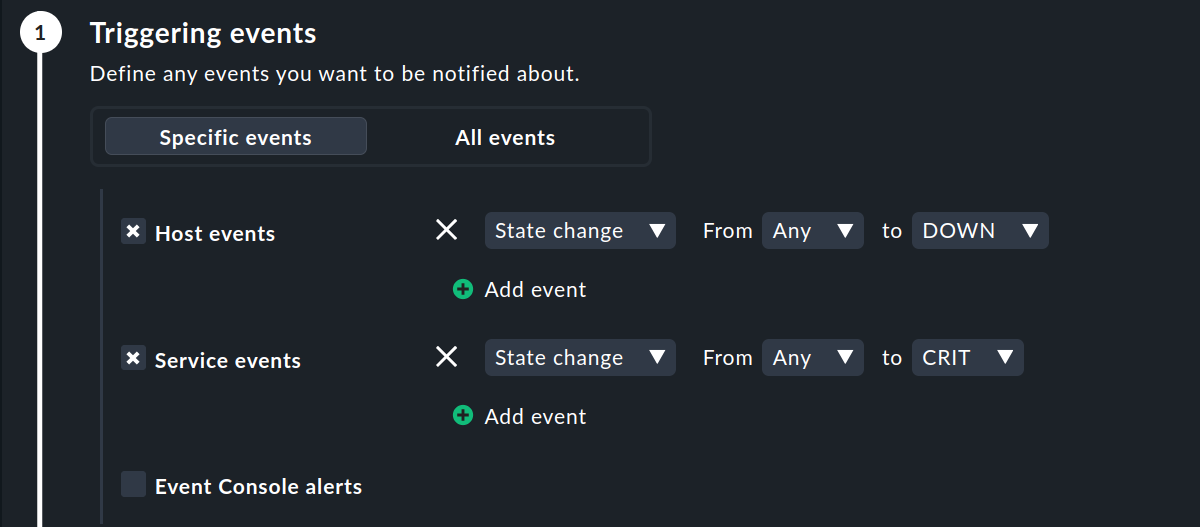 1 Triggering events
Define any events you want to be notified about.
Specific events All events
Host events State change From Any to DOWN
Add event
Service events State change From Any to CRIT
Add event
Event Console alerts